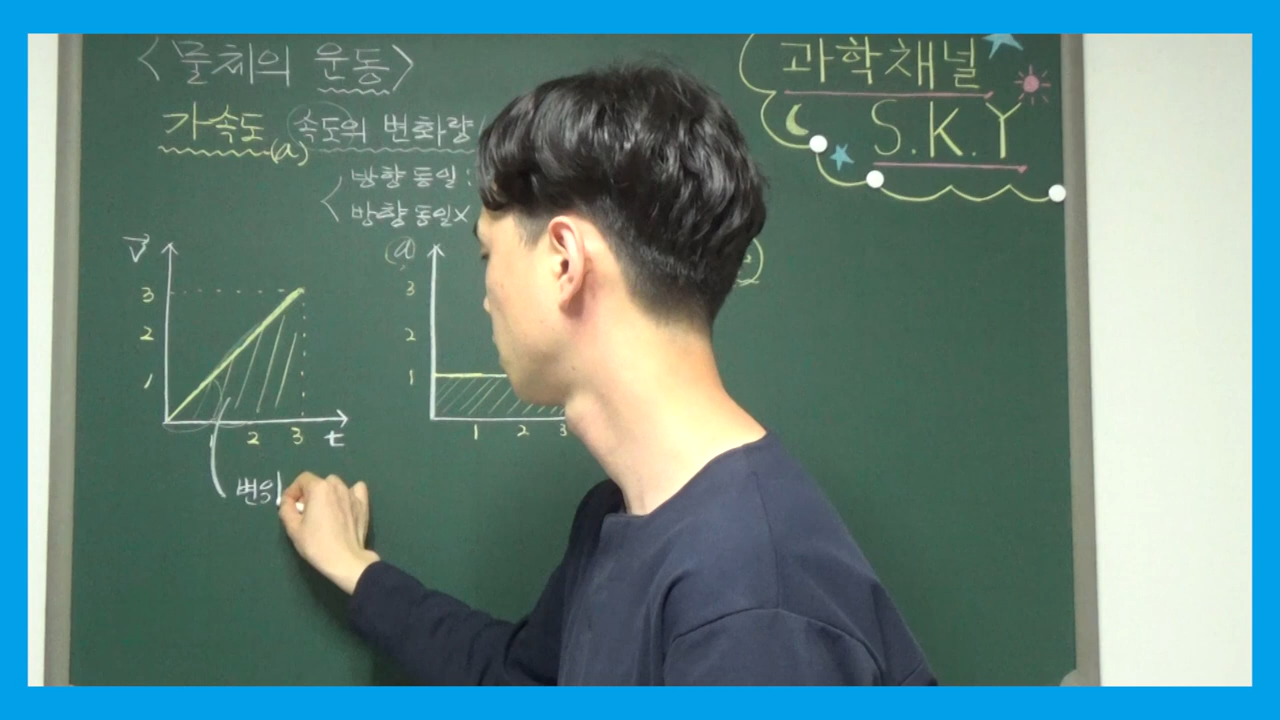 <물체의 운동>
과학채널
S.K.Y
가속도 속도의 변화량
(a)
방향 동일 :
방향 동일 X
v
3
2
1
1 2 3 t
변위
(a)
3
2
1
1 2 3